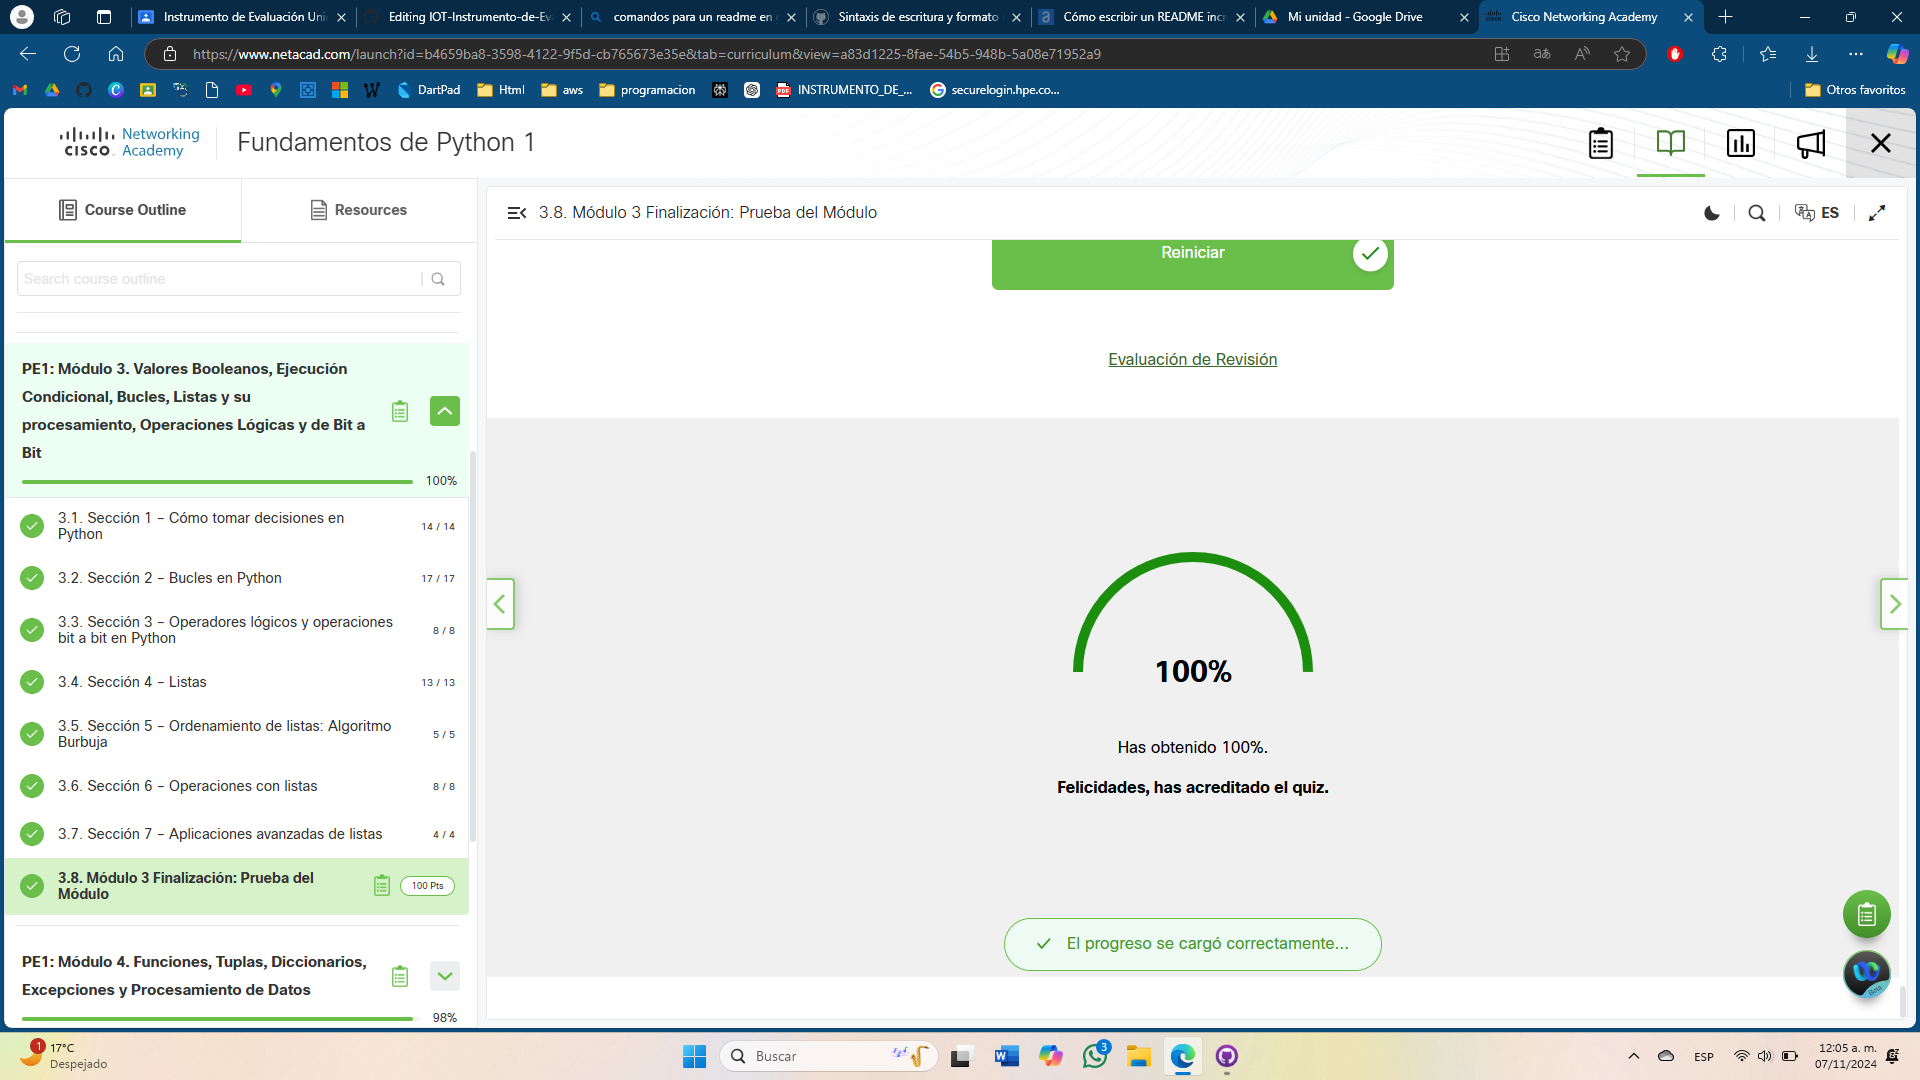 Instrumento de Evaluación Uni
Editing IOT-Instrumento-de-Ev
comandos para un readme en
Sintaxis de escritura y formato
Cómo escribir un README incr
Mi unidad - Google Drive
Cisco Networking Academy
https://www.netacad.com/launch?id=b4659ba8-3598-4122-9f5d-cb765673e35e&tab=curriculum&view=a83d1225-8fae-54b5-948b-5a08e71952a9
DartPad
Html
aws
programacion
INSTRUMENTO_DE_...
securelogin.hpe.co...
Otros favoritos
CISCO Networking Academy
Fundamentos de Python 1
Course Outline
Resources
Search course outline
3.8. Módulo 3 Finalización: Prueba del Módulo
ES
PE1: Módulo 3. Valores Booleanos, Ejecución
Condicional, Bucles, Listas y su
procesamiento, Operaciones Lógicas y de Bit a
Bit
100%
3.1. Sección 1 – Cómo tomar decisiones en
Python
14 / 14
3.2. Sección 2 – Bucles en Python
17 / 17
3.3. Sección 3 – Operadores lógicos y operaciones
bit a bit en Python
8 / 8
3.4. Sección 4 – Listas
13 / 13
3.5. Sección 5 – Ordenamiento de listas: Algoritmo
Burbuja
5 / 5
3.6. Sección 6 – Operaciones con listas
8 / 8
3.7. Sección 7 – Aplicaciones avanzadas de listas
4 / 4
3.8. Módulo 3 Finalización: Prueba del
Módulo
100 Pts
PE1: Módulo 4. Funciones, Tuplas, Diccionarios,
Excepciones y Procesamiento de Datos
98%
Reiniciar
Evaluación de Revisión
100%
Has obtenido 100%.
Felicidades, has acreditado el quiz.
El progreso se cargó correctamente...
Beta
1
17°C
Despejado
Buscar
3
ESP
12:05 a. m.
07/11/2024